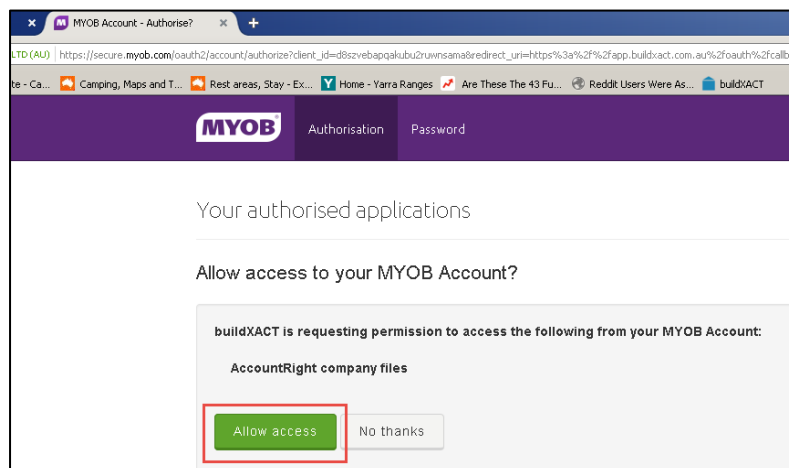 MYOB Account - Authorise?
LTD (AU) https://secure.myob.com/oauth2/account/authorize?client_id=d8szvebapqakubu2ruwnsama&redirect_uri=https%3a%2f%2fapp.buildxact.com.au%2foauth%2fcallb
te - Ca... Camping, Maps and T... Rest areas, Stay - Ex... Home - Yarra Ranges Are These The 43 Fu... Reddit Users Were As... buildXACT
MYOB Authorisation Password
Your authorised applications
Allow access to your MYOB Account?
buildXACT is requesting permission to access the following from your MYOB Account:
AccountRight company files
Allow access No thanks